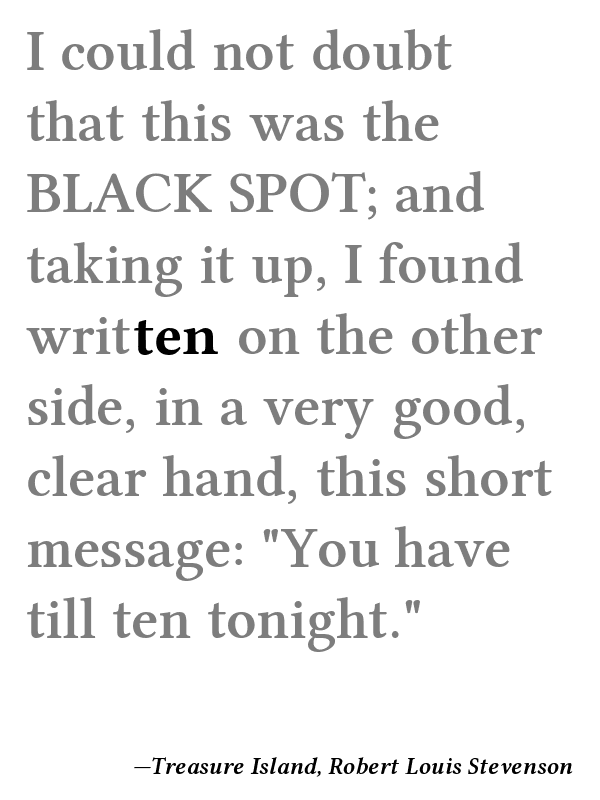 I could not doubt
that this was the
BLACK SPOT; and
taking it up, I found
written on the other
side, in a very good,
clear hand, this short
message: "You have
till ten tonight."
—Treasure Island, Robert Louis Stevenson